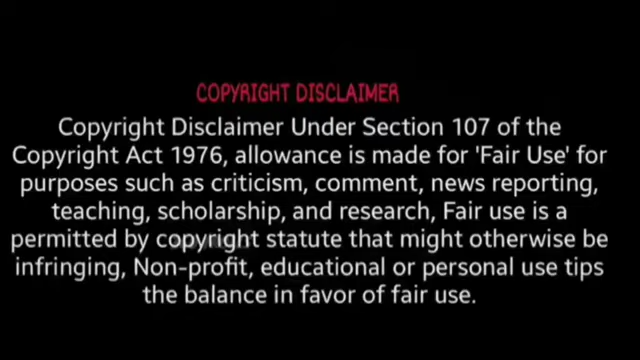 COPYRIGHT DISCLAIMER
Copyright Disclaimer Under Section 107 of the
Copyright Act 1976, allowance is made for 'Fair Use' for
purposes such as criticism, comment, news reporting,
teaching, scholarship, and research, Fair use is a
permitted by copyright statute that might otherwise be
infringing, Non-profit, educational or personal use tips
the balance in favor of fair use.